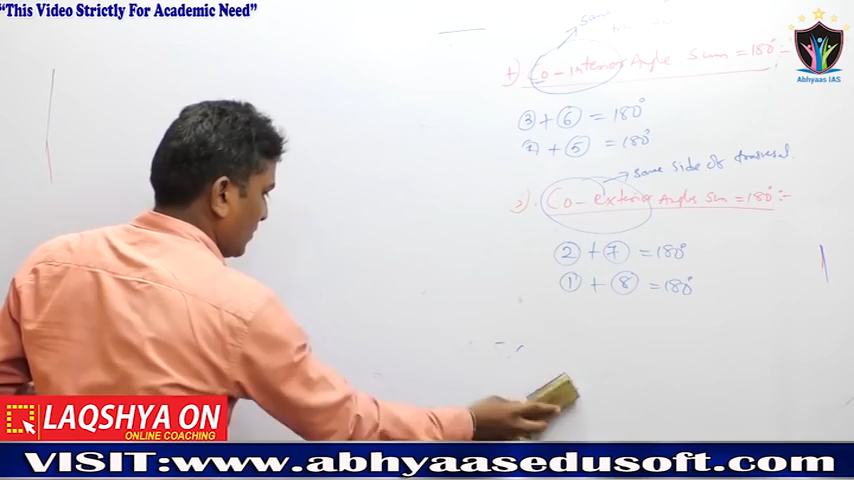 "This Video Strictly For Academic Need"
same
1) Co-interior Angle Sum = 180° :-
3 + 6 = 180°
+ 5 = 180°
same side of transversal.
2). Co-exterior Angles Sum = 180° :-
2 + 7 = 180°
1 + 8 = 180°
Abhyaas IAS
LAQSHYA ON
ONLINE COACHING
VISIT:www.abhyaasedusoft.com